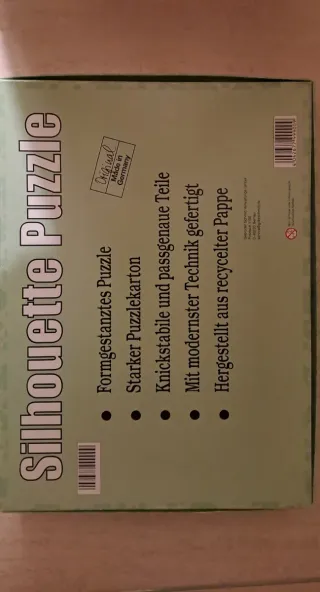 Silhouette Puzzle
Original
Made in
Germany
● Formgestanztes Puzzle
● Starker Puzzlekarton
● Knickstabile und passgenaue Teile
● Mit modernster Technik gefertigt
● Hergestellt aus recycelter Pappe